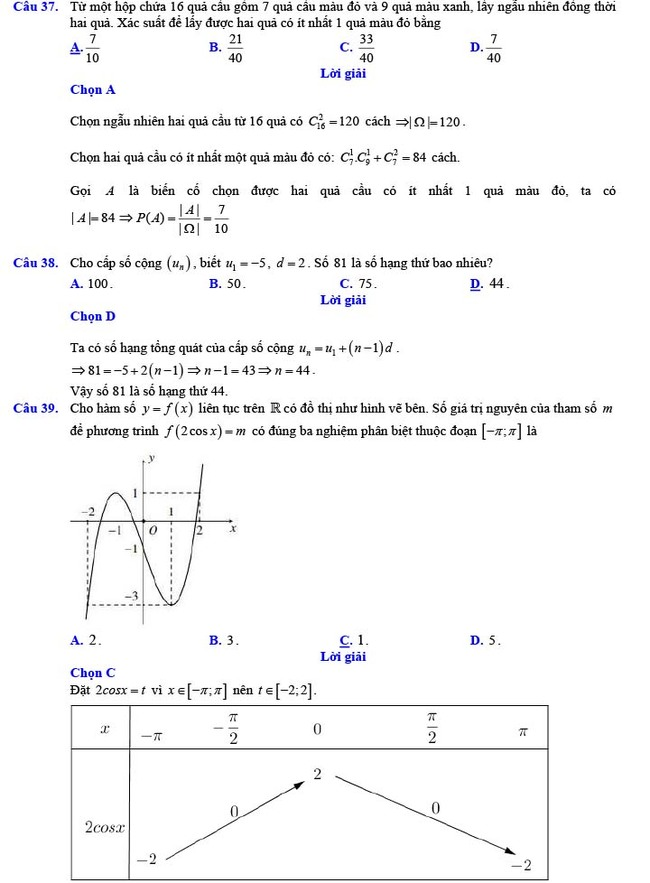 Câu 37. Từ một hộp chứa 16 quả cầu gồm 7 quả cầu màu đỏ và 9 quả màu xanh, lấy ngẫu nhiên đồng thời
hai quả. Xác suất để lấy được hai quả có ít nhất 1 quả màu đỏ bằng
A. 7/10 B. 21/40 C. 33/40 D. 7/40
Lời giải
Chọn A
Chọn ngẫu nhiên hai quả cầu từ 16 quả có C²₁₆ = 120 cách ⇒|Ω|=120.
Chọn hai quả cầu có ít nhất một quả màu đỏ có: C¹₇.C¹₉ + C²₇ = 84 cách.
Gọi A là biến cố chọn được hai quả cầu có ít nhất 1 quả màu đỏ, ta có
|A|=84 ⇒ P(A) = |A|/|Ω| = 7/10
Câu 38. Cho cấp số cộng (uₙ), biết u₁ = −5, d = 2. Số 81 là số hạng thứ bao nhiêu?
A. 100. B. 50. C. 75. D. 44.
Lời giải
Chọn D
Ta có số hạng tổng quát của cấp số cộng uₙ = u₁ + (n−1)d.
⇒ 81 = −5 + 2(n−1) ⇒ n−1 = 43 ⇒ n = 44.
Vậy số 81 là số hạng thứ 44.
Câu 39. Cho hàm số y = f(x) liên tục trên ℝ có đồ thị như hình vẽ bên. Số giá trị nguyên của tham số m
để phương trình f(2cos x) = m có đúng ba nghiệm phân biệt thuộc đoạn [−π;π] là
y
1
−2 1
−1 O 2 x
−1
−3
A. 2. B. 3. C. 1. D. 5.
Lời giải
Chọn C
Đặt 2cosx = t vì x∈[−π;π] nên t∈[−2;2].
x −π −π/2 0 π/2 π
2
0 0
2cosx
−2 −2